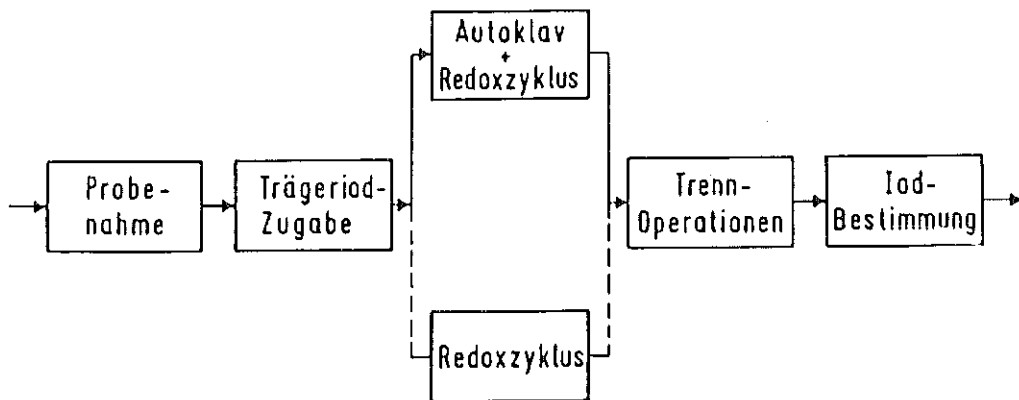 Autoklav
+
Redoxzyklus
Probe-
nahme
Trägeriod-
Zugabe
Trenn-
Operationen
Iod-
Bestimmung
Redoxzyklus